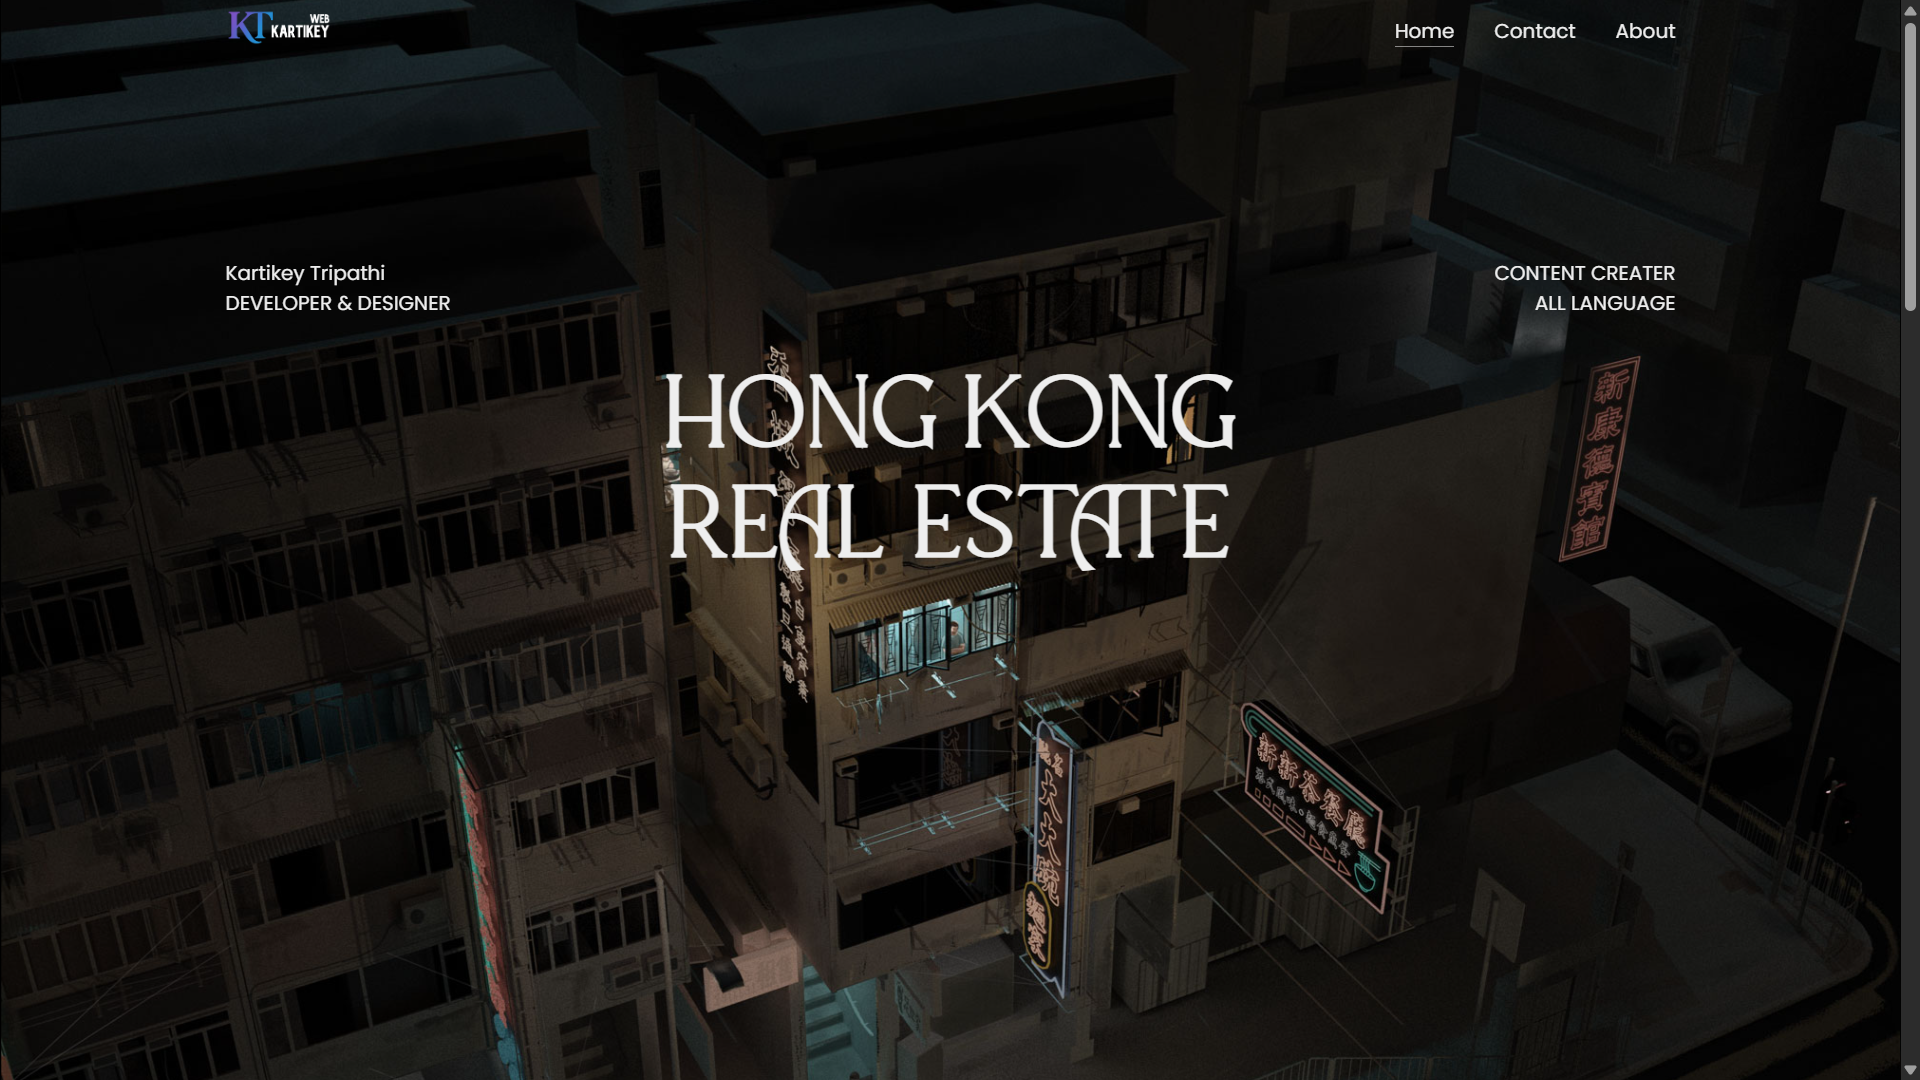 KT WEB
KARTIKEY
Home
Contact
About
Kartikey Tripathi
DEVELOPER & DESIGNER
CONTENT CREATER
ALL LANGUAGE
HONG KONG
REAL ESTATE
新康德賓館
新新茶餐廳